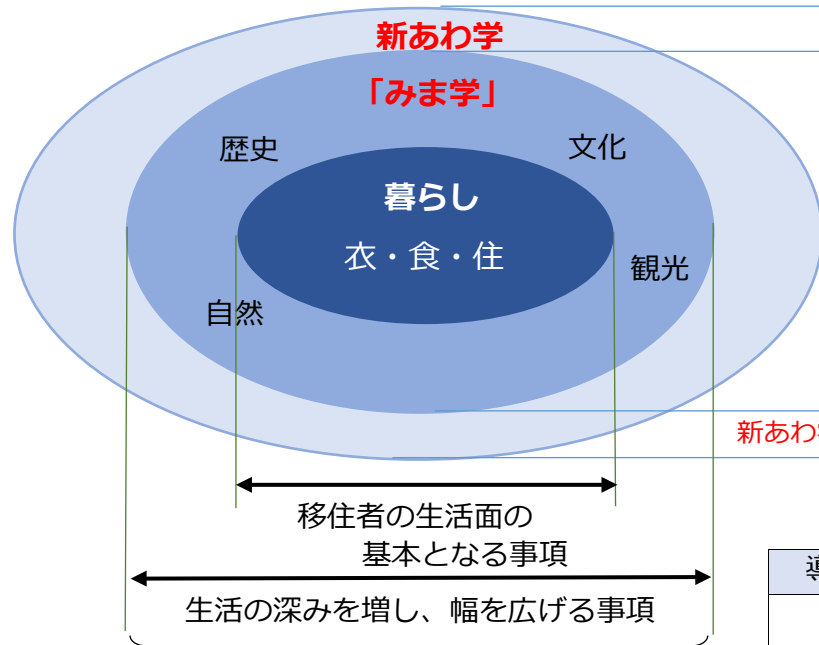 新あわ学
「みま学」
歴史
文化
暮らし
衣・食・住
観光
自然
新あわ
移住者の生活面の
基本となる事項
生活の深みを増し、幅を広げる事項
導